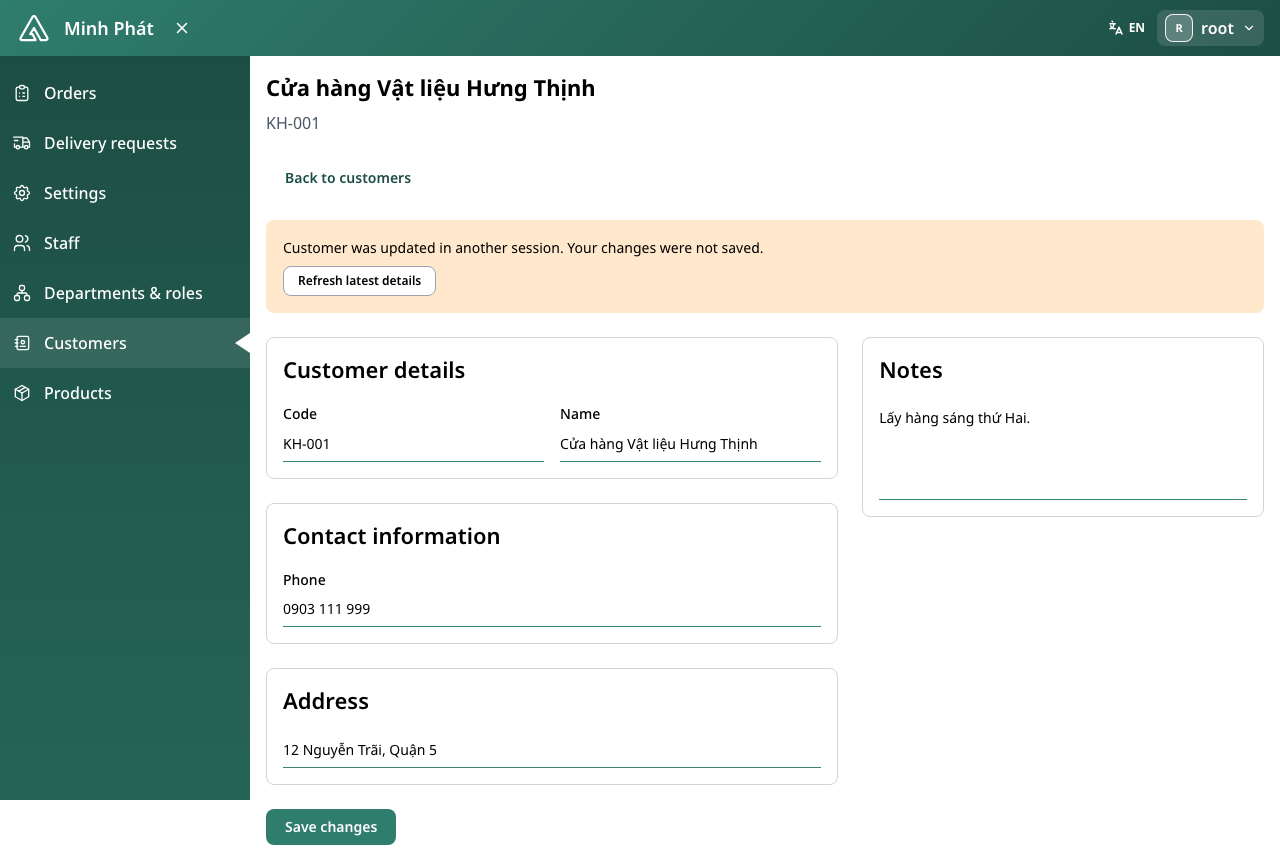 Minh Phát
EN
R
root
Orders
Delivery requests
Settings
Staff
Departments & roles
Customers
Products
Cửa hàng Vật liệu Hưng Thịnh
KH-001
Back to customers
Customer was updated in another session. Your changes were not saved.
Refresh latest details
Customer details
Code
KH-001
Name
Cửa hàng Vật liệu Hưng Thịnh
Contact information
Phone
0903 111 999
Address
12 Nguyễn Trãi, Quận 5
Notes
Lấy hàng sáng thứ Hai.
Save changes